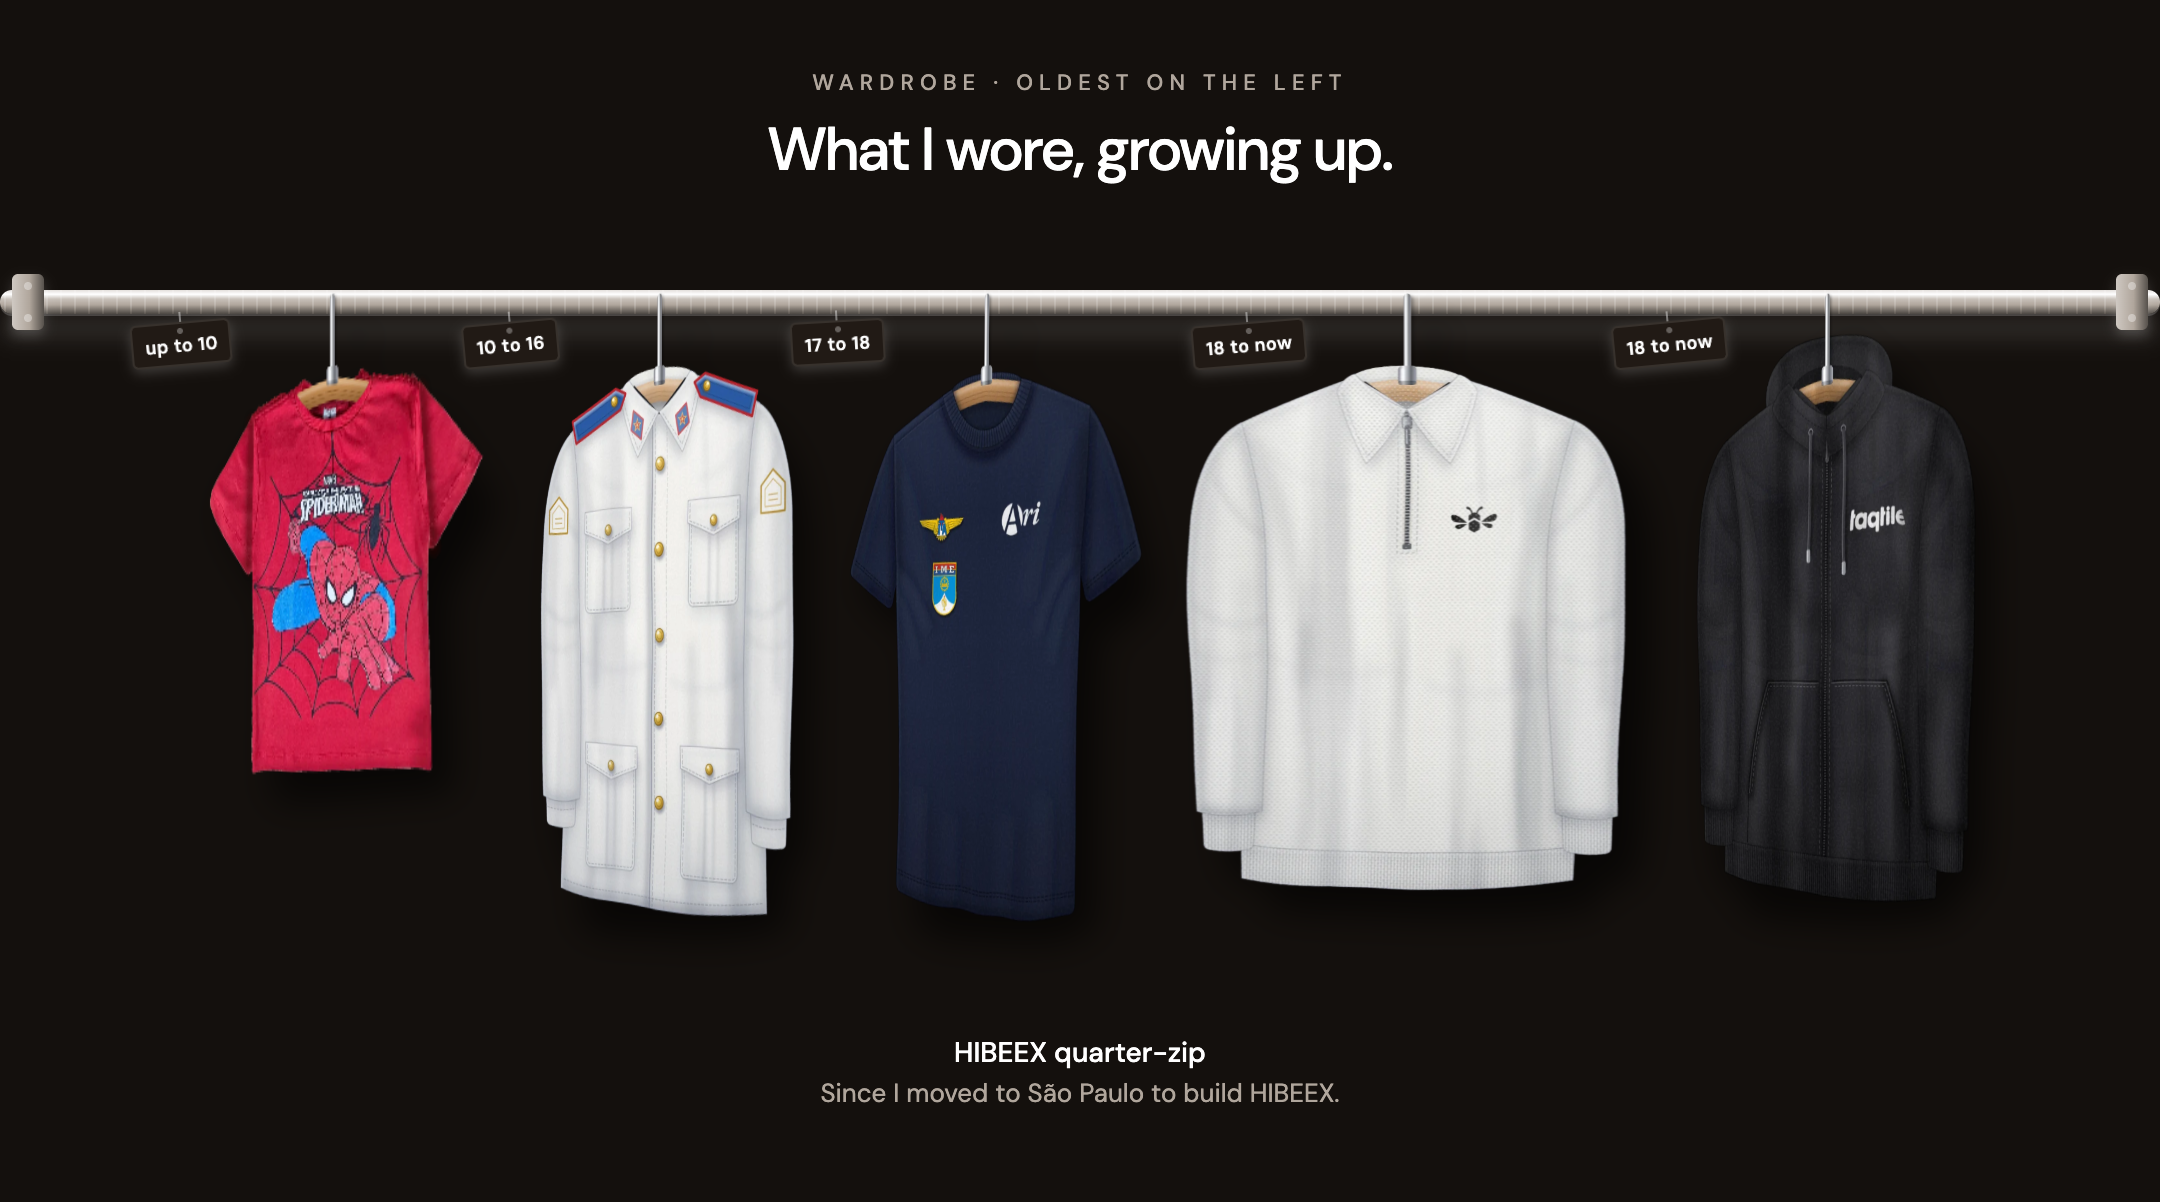 WARDROBE · OLDEST ON THE LEFT
What I wore, growing up.
up to 10
10 to 16
17 to 18
18 to now
18 to now
ULTIMATE
SPIDERMAN
Ari
I·M·E
taqtile
HIBEEX quarter-zip
Since I moved to São Paulo to build HIBEEX.